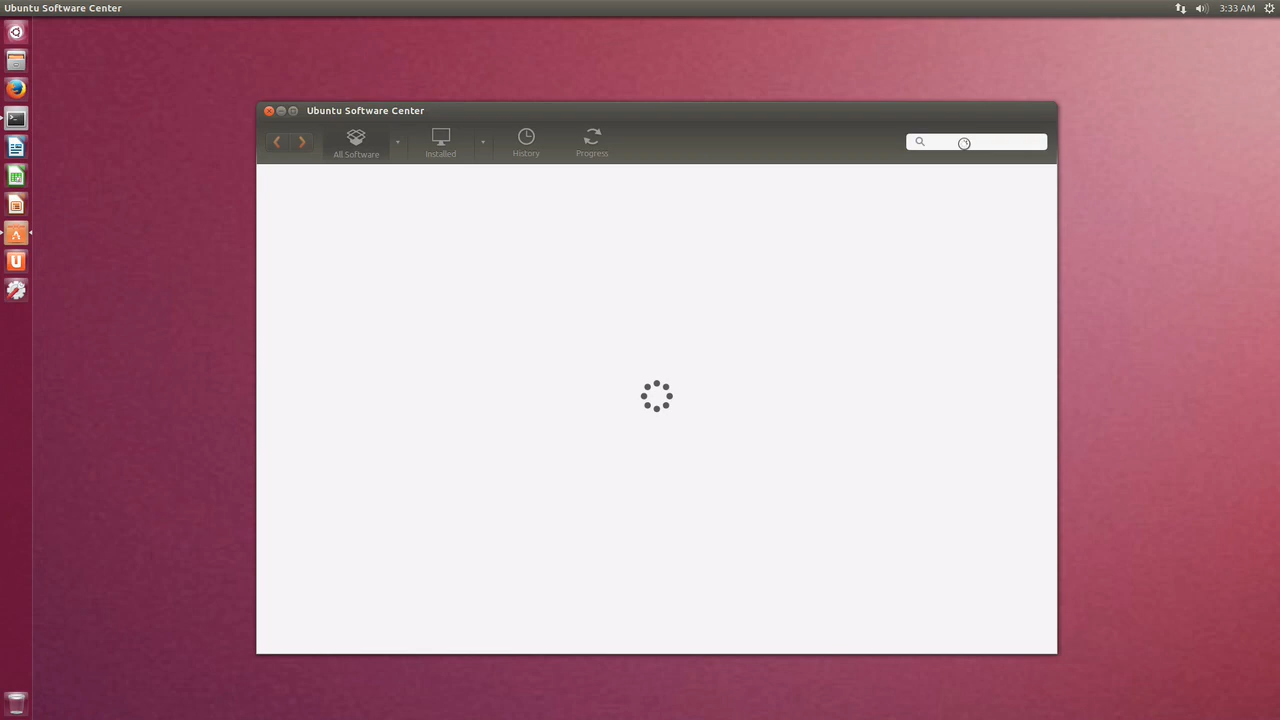 Ubuntu Software Center
3:33 AM
Ubuntu Software Center
All Software
Installed
History
Progress